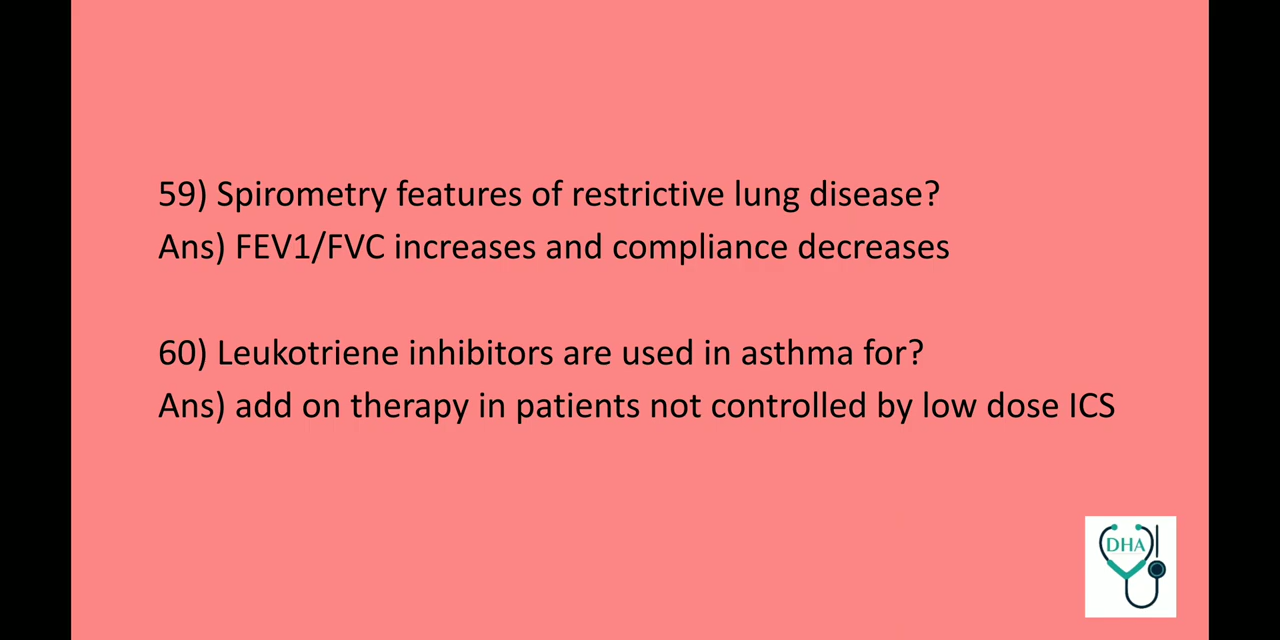 59) Spirometry features of restrictive lung disease?
Ans) FEV1/FVC increases and compliance decreases
60) Leukotriene inhibitors are used in asthma for?
Ans) add on therapy in patients not controlled by low dose ICS
DHA